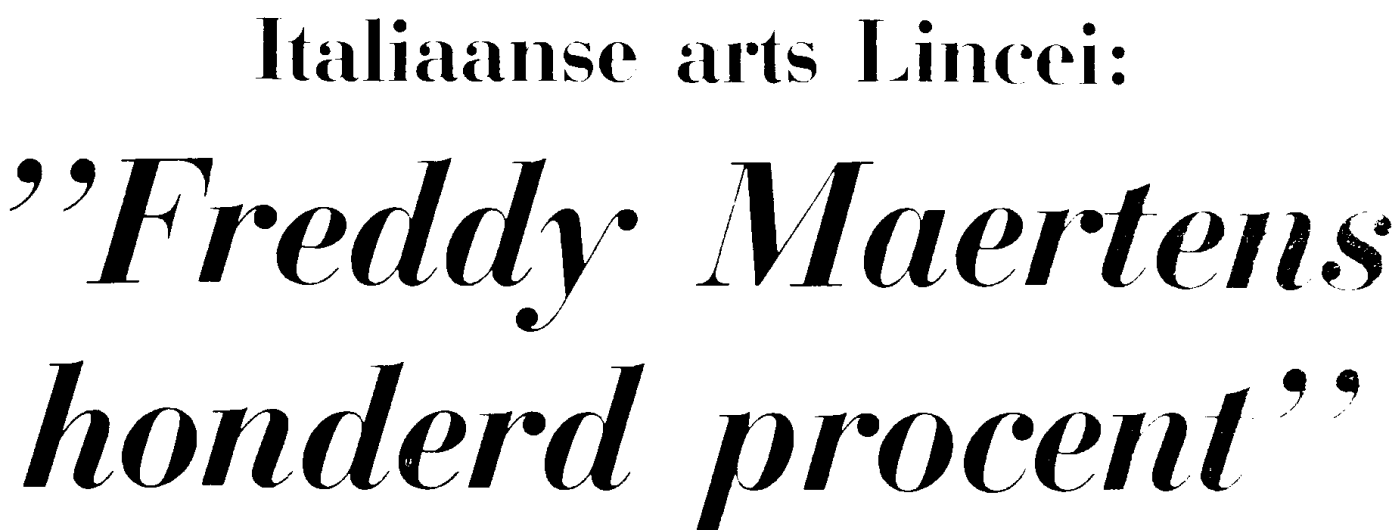 Italiaanse arts Lincei:
”Freddy Maertens
honderd procent”